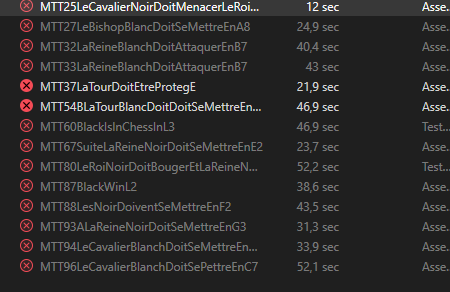 MTT25LeCavalierNoirDoitMenacerLeRoi... 12 sec Asse...
MTT27LeBishopBlancDoitSeMettreEnA8 24,9 sec Asse...
MTT32LaReineBlanchDoitAttaquerEnB7 40,4 sec Asse...
MTT33LaReineBlanchDoitAttaquerEnB7 43 sec Asse...
MTT37LaTourDoitEtreProtegE 21,9 sec Asse...
MTT54BLaTourBlancDoitDoitSeMettreEn... 46,9 sec Asse...
MTT60BlackIsInChessInL3 46,9 sec Test...
MTT67SuiteLaReineNoirDoitSeMettreEnE2 23,7 sec Asse...
MTT80LeRoiNoirDoitBougerEtLaReineN... 52,2 sec Test...
MTT87BlackWinL2 38,6 sec Asse...
MTT88LesNoirDoiventSeMettreEnF2 43,5 sec Asse...
MTT93ALaReineNoirDoitSeMettreEnG3 31,3 sec Asse...
MTT94LeCavalierBlanchDoitSeMettreEn... 33,9 sec Asse...
MTT96LeCavalierBlanchDoitSePettreEnC7 52,1 sec Asse...